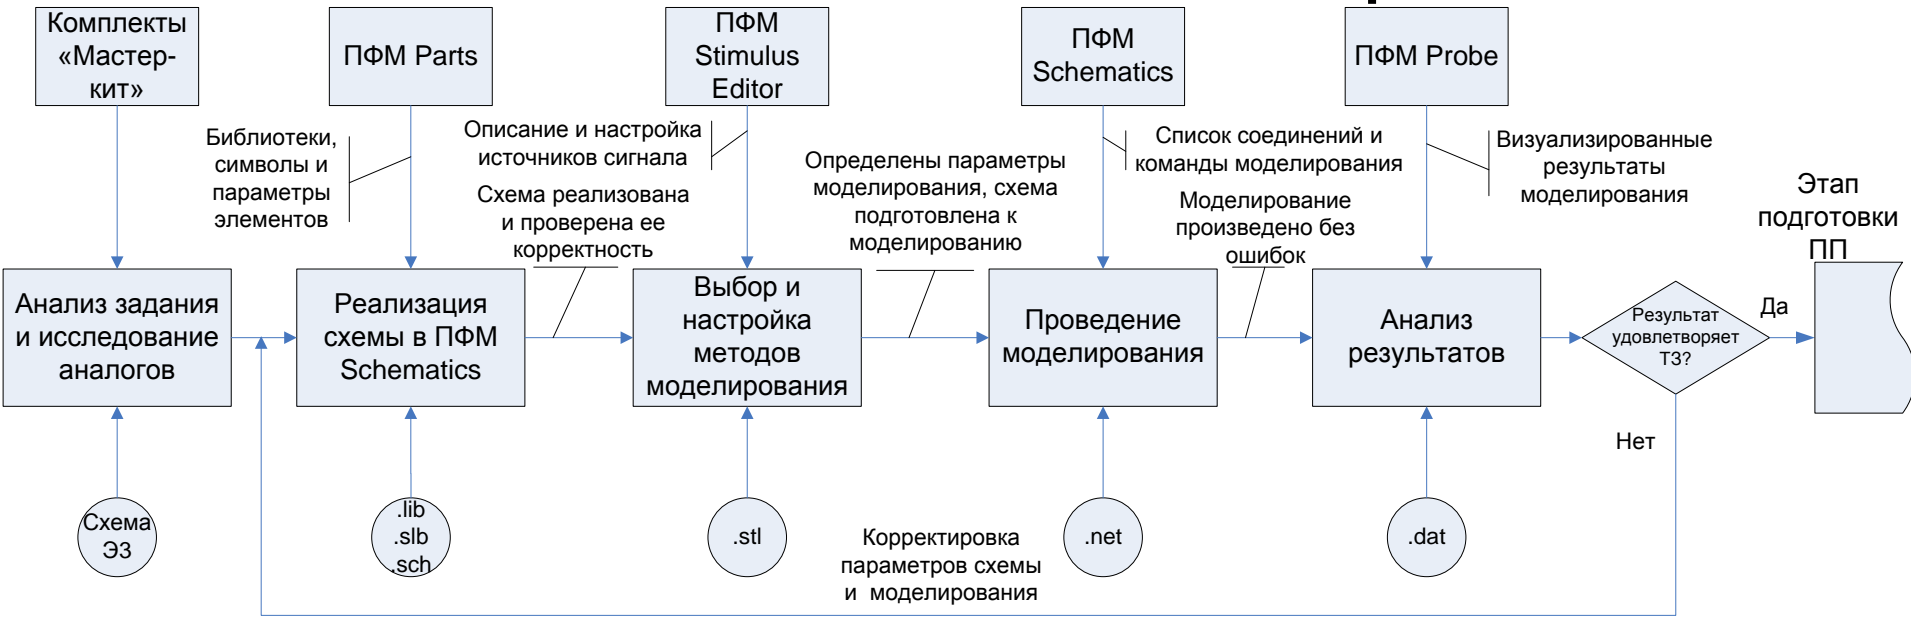 Комплекты
«Мастер-
кит»
ПФМ Parts
ПФМ
Stimulus
Editor
ПФМ
Schematics
ПФМ Probe
Библиотеки,
символы и
параметры
элементов
Описание и настройка
источников сигнала
Схема реализована
и проверена ее
корректность
Определены параметры
моделирования, схема
подготовлена к
моделированию
Список соединений и
команды моделирования
Моделирование
произведено без
ошибок
Визуализированные
результаты
моделирования
Этап
подготовки
ПП
Анализ задания
и исследование
аналогов
Реализация
схемы в ПФМ
Schematics
Выбор и
настройка
методов
моделирования
Проведение
моделирования
Анализ
результатов
Результат
удовлетворяет
ТЗ?
Да
Нет
Схема
Э3
.lib
.slb
.sch
.stl
.net
.dat
Корректировка
параметров схемы
и моделирования